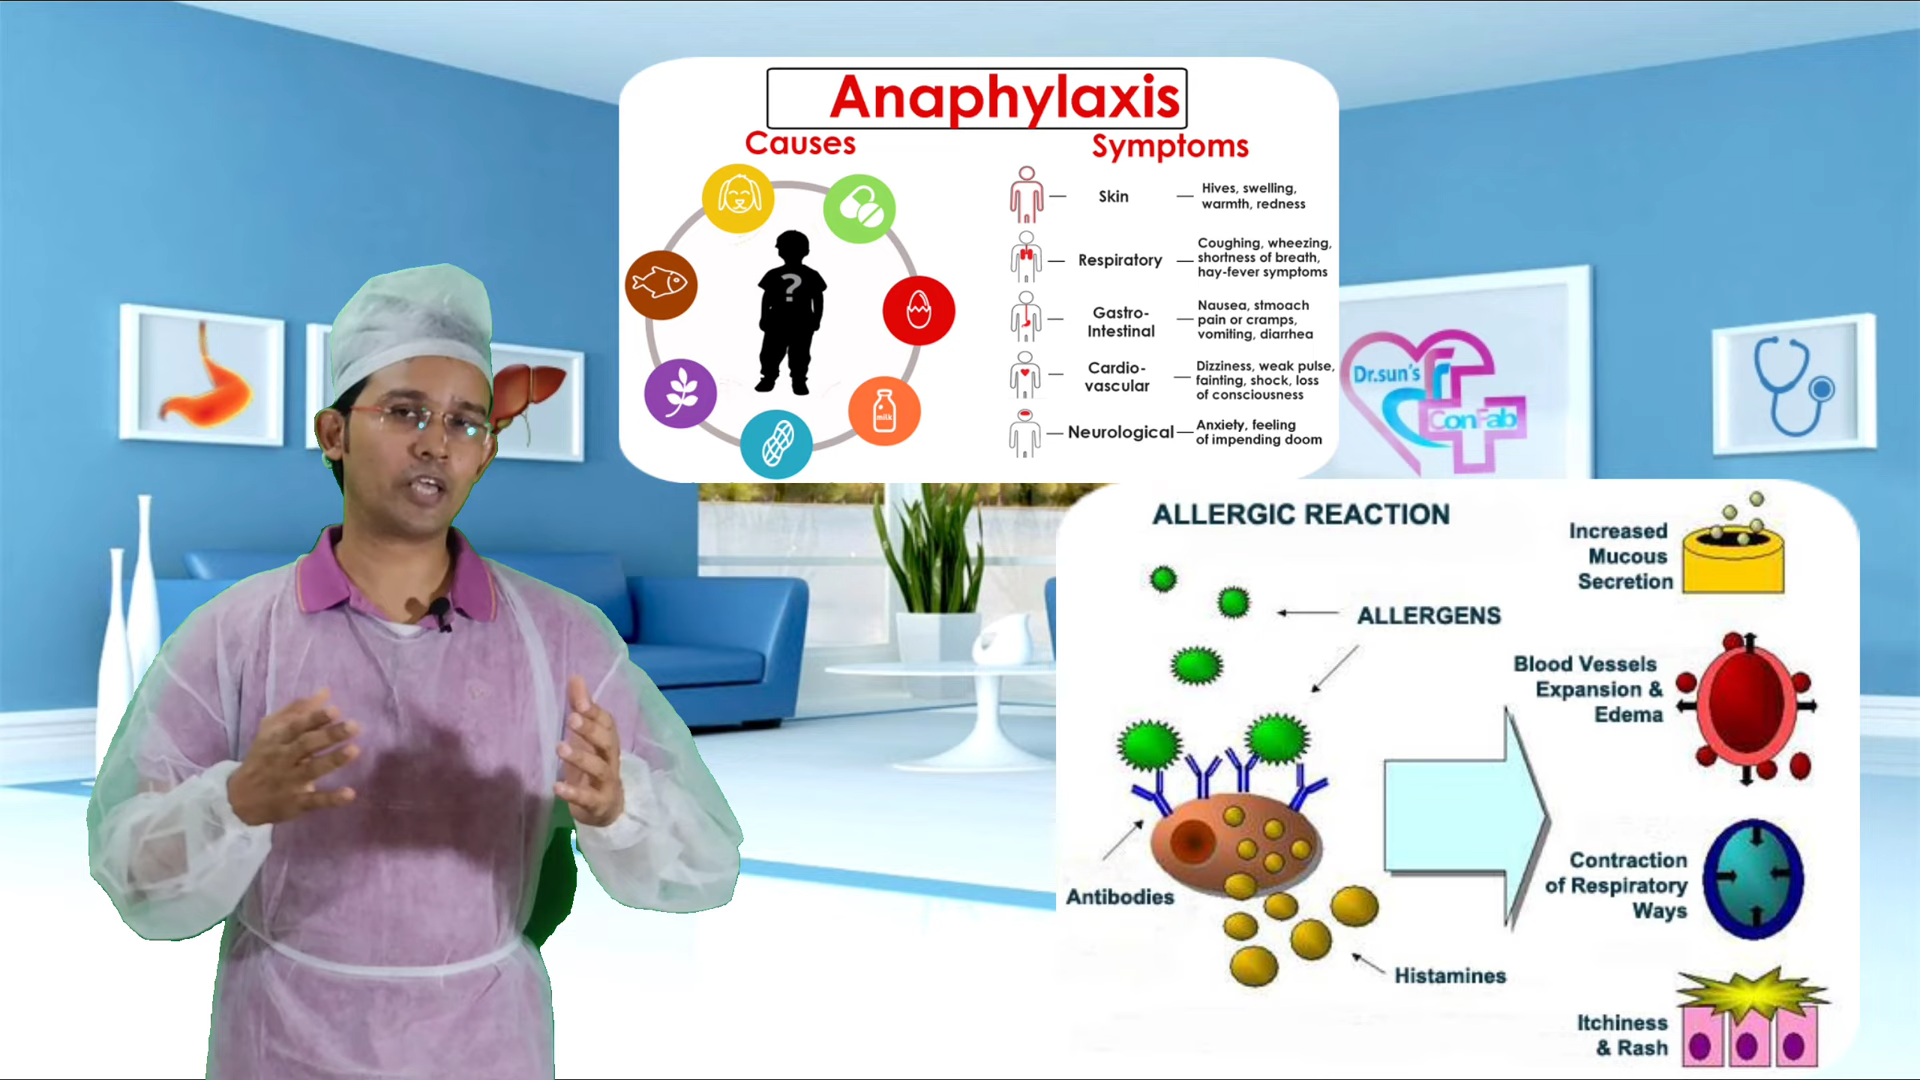 Anaphylaxis
Causes
Symptoms
?
milk
Skin
Hives, swelling,
warmth, redness
Respiratory
Coughing, wheezing,
shortness of breath,
hay-fever symptoms
Gastro-
Intestinal
Nausea, stmoach
pain or cramps,
vomiting, diarrhea
Cardio-
vascular
Dizziness, weak pulse,
fainting, shock, loss
of consciousness
Neurological
Anxiety, feeling
of impending doom
Dr.sun's
ConFab
ALLERGIC REACTION
ALLERGENS
Antibodies
Histamines
Increased
Mucous
Secretion
Blood Vessels
Expansion &
Edema
Contraction
of Respiratory
Ways
Itchiness
& Rash